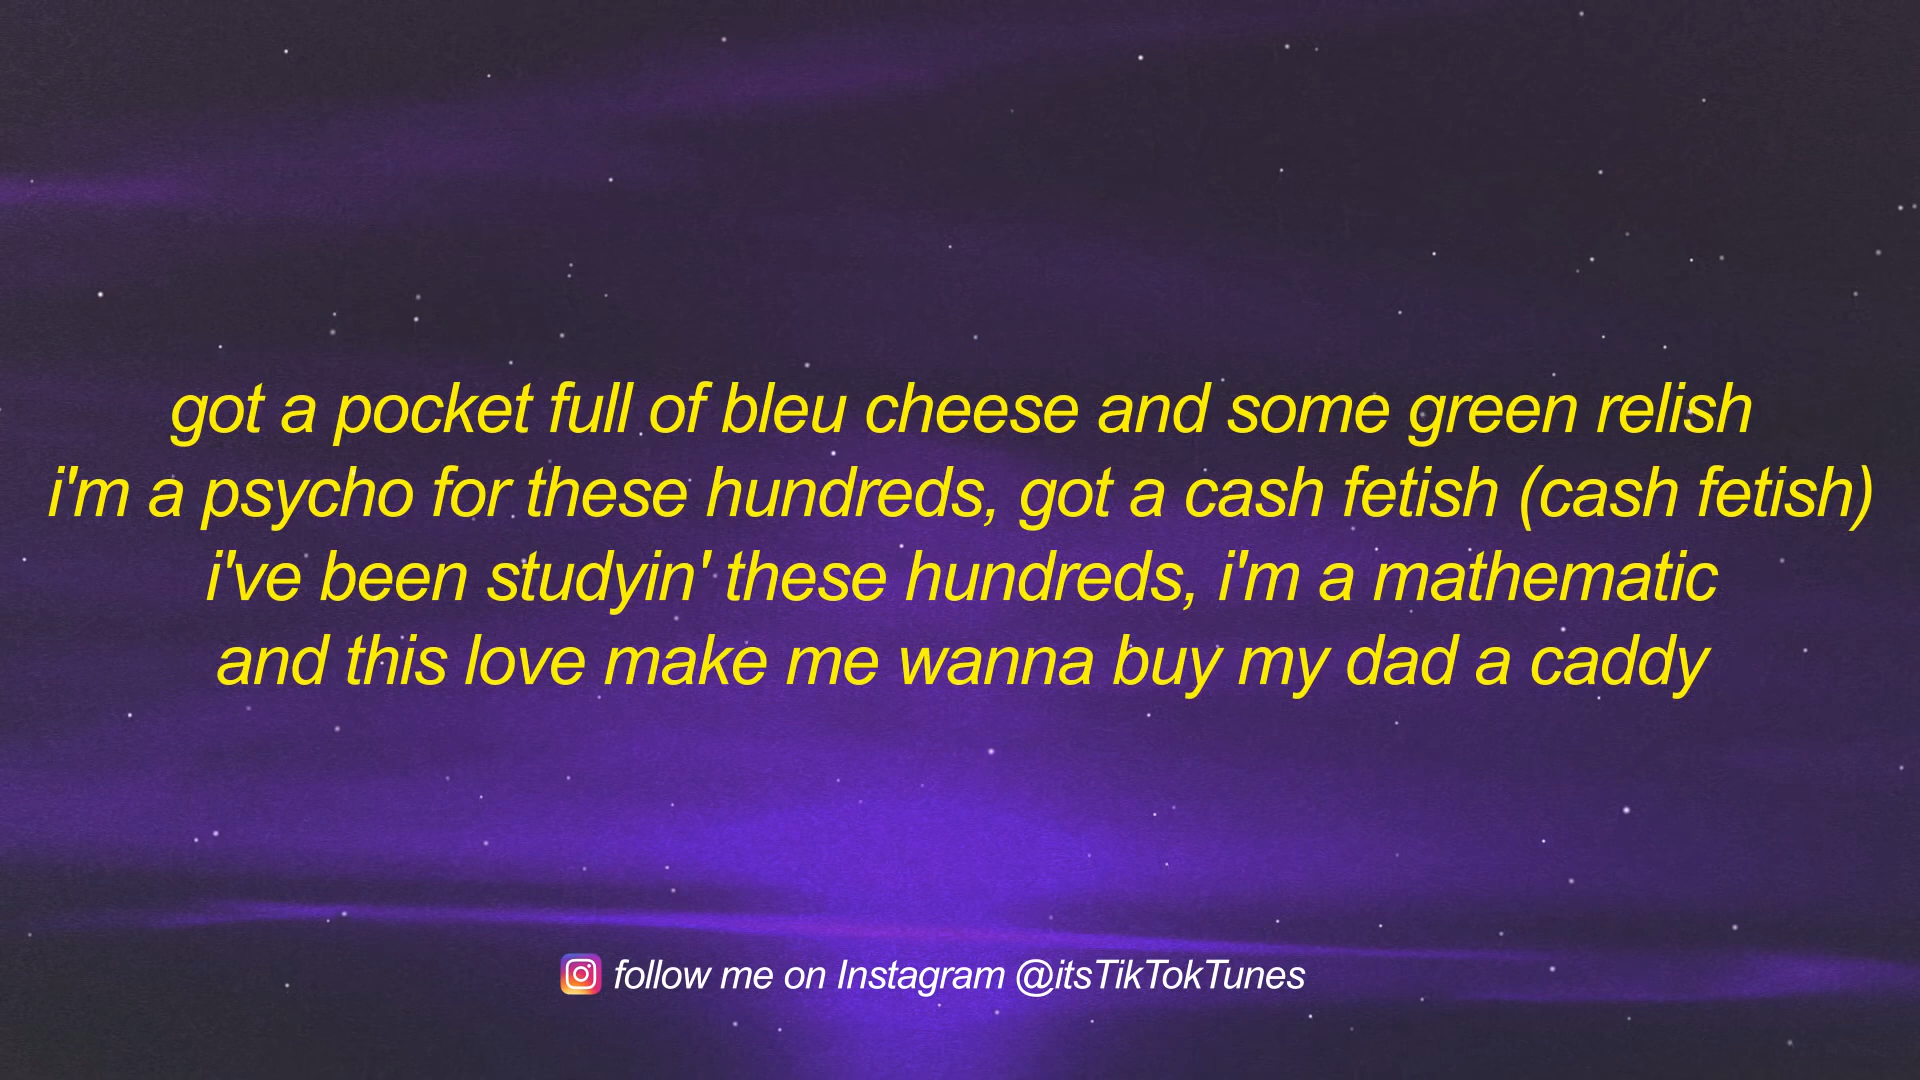 got a pocket full of bleu cheese and some green relish
i'm a psycho for these hundreds, got a cash fetish (cash fetish)
i've been studyin' these hundreds, i'm a mathematic
and this love make me wanna buy my dad a caddy
follow me on Instagram @itsTikTokTunes